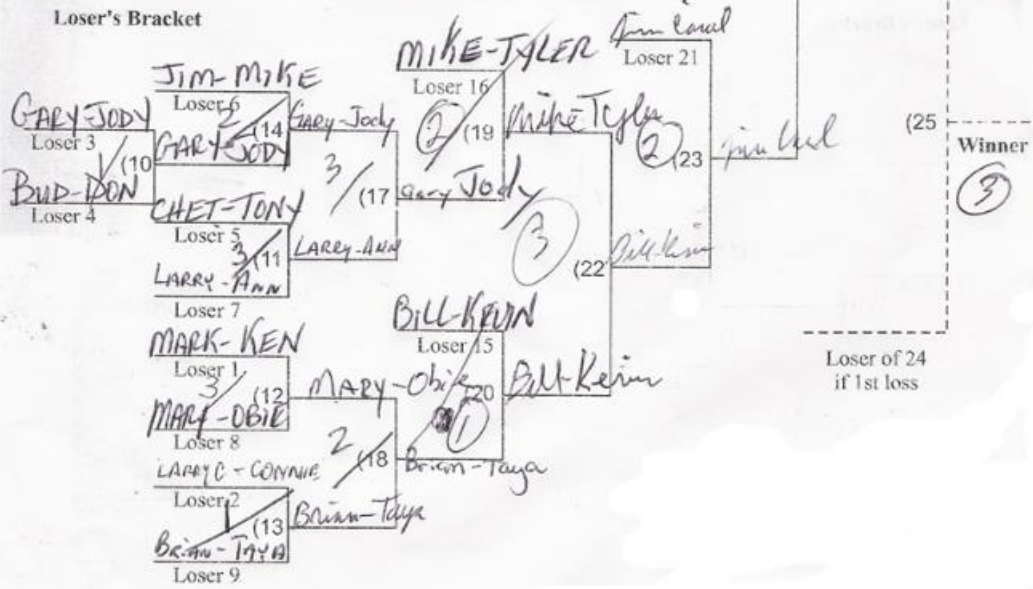 Loser's Bracket
JIM-MIKE
Loser 6
2
(14
GARY-JODY
Loser 3
1
(10
GARY JODY
BUD-DON
Loser 4
CHET-TONY
Loser 5
3
(11
LARRY-ANN
Loser 7
Gary-Jody
3
(17
LARRY-ANN
MIKE-TYLER
Loser 16
2
(19
Gary Jody
Mike Tyler
3
(22
Loser 21
2
(23
Bill-Kevin
(25
Winner
3
MARK-KEN
Loser 1
3
(12
MARY-OBIE
Loser 8
LARRY C - CONNIE
Loser 2
1
(13
BRIAN-TAYA
Loser 9
MARY-Obie
2
(18
Brian-Taya
BILL-KEVIN
Loser 15
(20
1
Brian-Taya
Bill-Kevin
Loser of 24
if 1st loss